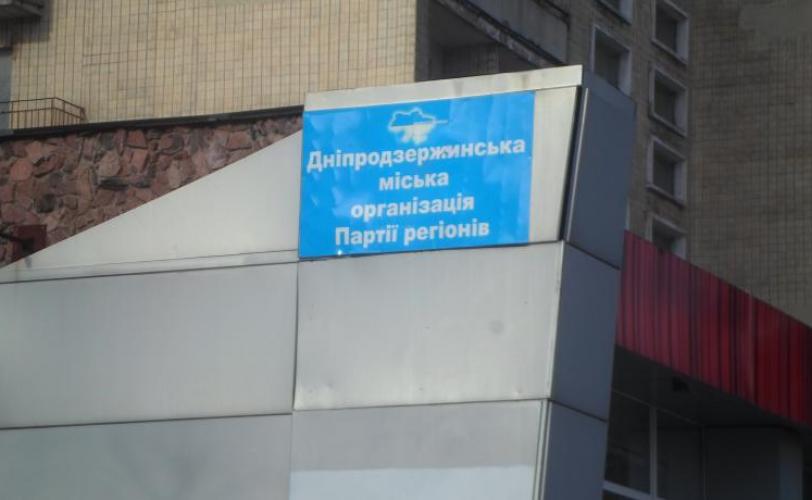 Дніпродзержинська
міська
організація
Партії регіонів